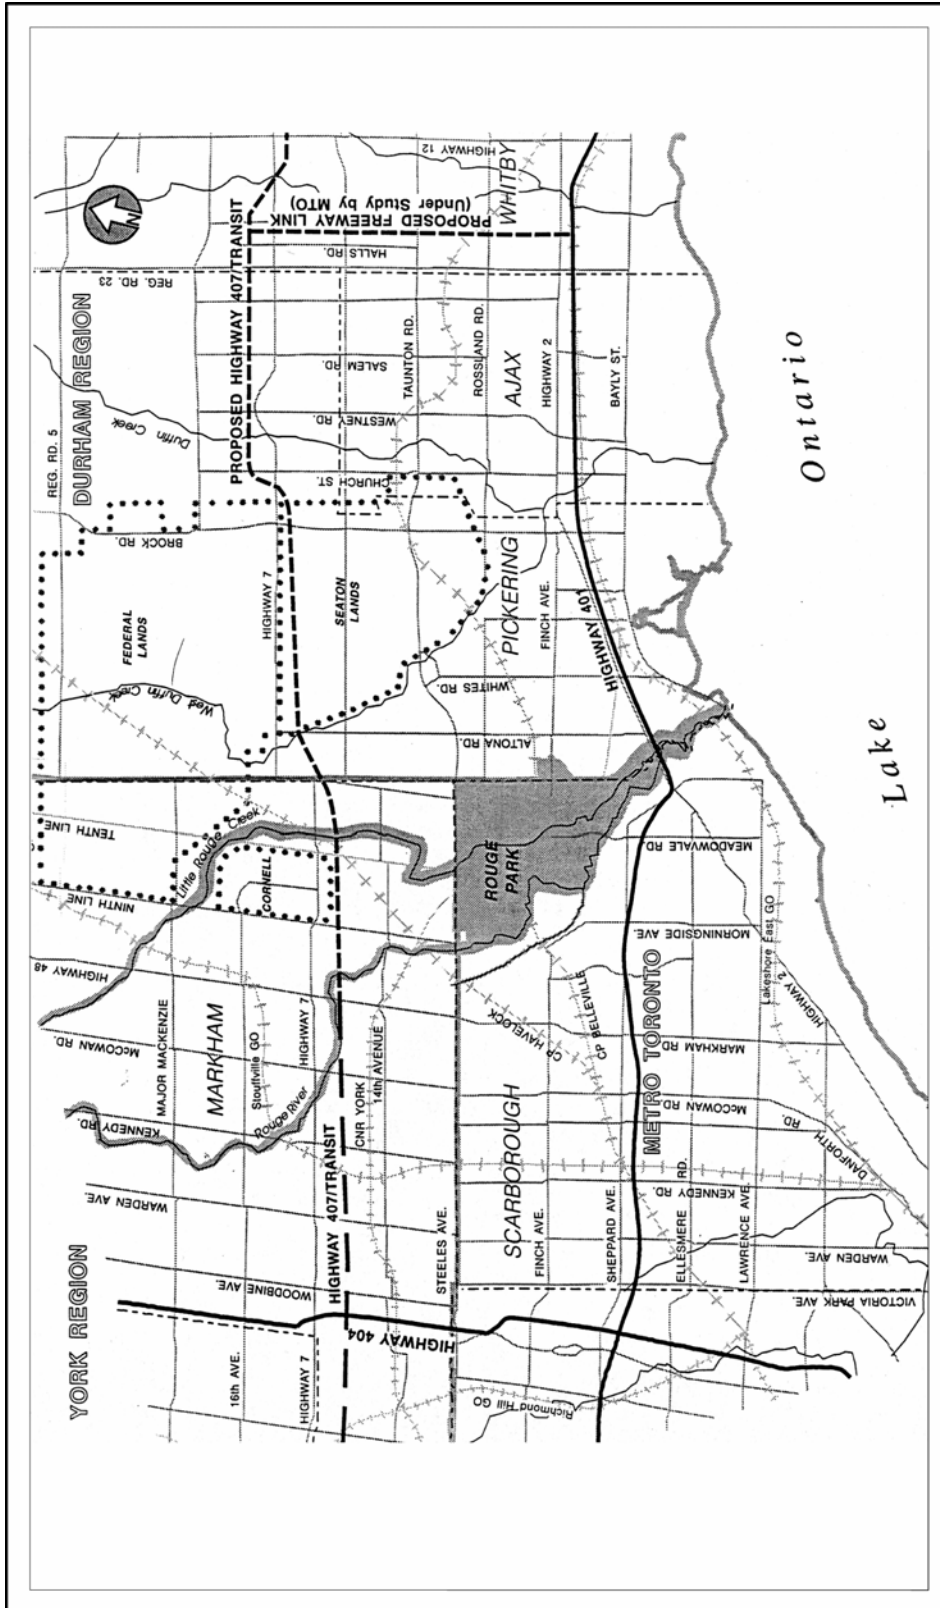 YORK REGION
DURHAM REGION
METRO TORONTO
MARKHAM
SCARBOROUGH
PICKERING
AJAX
WHITBY
Lake
Ontario
N
REG. RD. 5
REG. RD. 23
16th AVE.
HIGHWAY 7
HIGHWAY 404
HIGHWAY 407/TRANSIT
PROPOSED HIGHWAY 407/TRANSIT
PROPOSED FREEWAY LINK
(Under Study by MTO)
WOODBINE AVE.
WARDEN AVE.
KENNEDY RD.
McCOWAN RD.
HIGHWAY 48
NINTH LINE
TENTH LINE
MAJOR MACKENZIE
Stouffville GO
HIGHWAY 7
Rouge River
Little Rouge Creek
CORNELL
CNR YORK
14th AVENUE
STEELES AVE.
ROUGE
PARK
FEDERAL
LANDS
SEATON
LANDS
West Duffin Creek
Duffin Creek
HIGHWAY 7
BROCK RD.
CHURCH ST.
WESTNEY RD.
SALEM RD.
HALLS RD.
HIGHWAY 12
TAUNTON RD.
ROSSLAND RD.
HIGHWAY 2
BAYLY ST.
ALTONA RD.
WHITES RD.
FINCH AVE.
HIGHWAY 401
CP HAVELOCK
CP BELLEVILLE
FINCH AVE.
SHEPPARD AVE.
ELLESMERE RD.
LAWRENCE AVE.
Richmond Hill GO
VICTORIA PARK AVE.
WARDEN AVE.
KENNEDY RD.
McCOWAN RD.
MARKHAM RD.
MORNINGSIDE AVE.
MEADOWVALE RD.
DANFORTH RD.
Lakeshore East GO
HIGHWAY 2